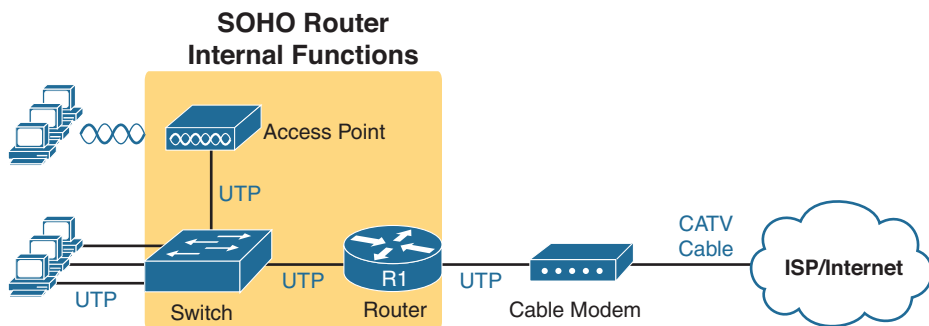 SOHO Router
Internal Functions
Access Point
UTP
CATV
Cable
UTP
Switch
UTP
R1
Router
UTP
Cable Modem
ISP/Internet